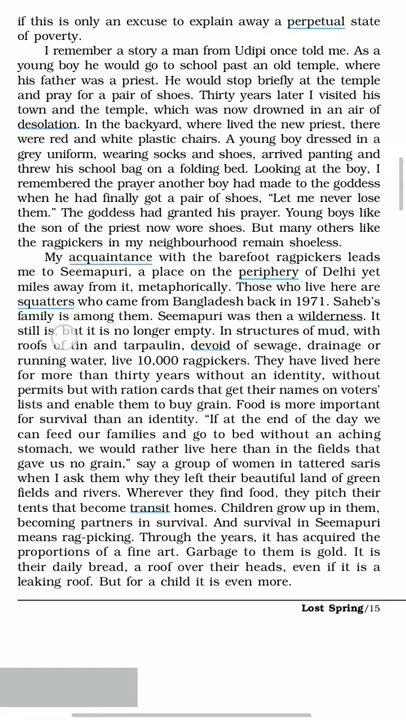 if this is only an excuse to explain away a perpetual state
of poverty.
I remember a story a man from Udipi once told me. As a
young boy he would go to school past an old temple, where
his father was a priest. He would stop briefly at the temple
and pray for a pair of shoes. Thirty years later I visited his
town and the temple, which was now drowned in an air of
desolation. In the backyard, where lived the new priest, there
were red and white plastic chairs. A young boy dressed in a
grey uniform, wearing socks and shoes, arrived panting and
threw his school bag on a folding bed. Looking at the boy, I
remembered the prayer another boy had made to the goddess
when he had finally got a pair of shoes, “Let me never lose
them.” The goddess had granted his prayer. Young boys like
the son of the priest now wore shoes. But many others like
the ragpickers in my neighbourhood remain shoeless.
My acquaintance with the barefoot ragpickers leads
me to Seemapuri, a place on the periphery of Delhi yet
miles away from it, metaphorically. Those who live here are
squatters who came from Bangladesh back in 1971. Saheb’s
family is among them. Seemapuri was then a wilderness. It
still is, but it is no longer empty. In structures of mud, with
roofs of tin and tarpaulin, devoid of sewage, drainage or
running water, live 10,000 ragpickers. They have lived here
for more than thirty years without an identity, without
permits but with ration cards that get their names on voters’
lists and enable them to buy grain. Food is more important
for survival than an identity. “If at the end of the day we
can feed our families and go to bed without an aching
stomach, we would rather live here than in the fields that
gave us no grain,” say a group of women in tattered saris
when I ask them why they left their beautiful land of green
fields and rivers. Wherever they find food, they pitch their
tents that become transit homes. Children grow up in them,
becoming partners in survival. And survival in Seemapuri
means rag-picking. Through the years, it has acquired the
proportions of a fine art. Garbage to them is gold. It is
their daily bread, a roof over their heads, even if it is a
leaking roof. But for a child it is even more.
Lost Spring/15